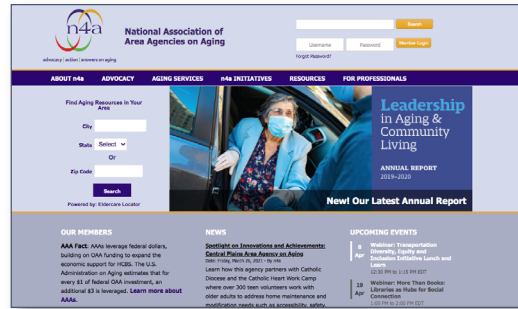 n4a
advocacy | action | answers on aging
National Association of
Area Agencies on Aging
Search
Username
Password
Member Login
Forgot Password?
ABOUT n4a
ADVOCACY
AGING SERVICES
n4a INITIATIVES
RESOURCES
FOR PROFESSIONALS
Find Aging Resources in Your
Area
City
State Select
Or
Zip Code
Search
Powered by: Eldercare Locator
Leadership
in Aging &
Community
Living
ANNUAL REPORT
2019–2020
New! Our Latest Annual Report
OUR MEMBERS
AAA Fact: AAAs leverage federal dollars,
building on OAA funding to expand the
economic support for HCBS. The U.S.
Administration on Aging estimates that for
every $1 of federal OAA investment, an
additional $3 is leveraged. Learn more about
AAAs.
NEWS
Spotlight on Innovations and Achievements:
Central Plains Area Agency on Aging
Date: Friday, March 26, 2021 - By n4a
Learn how this agency partners with Catholic
Diocese and the Catholic Heart Work Camp
where over 300 teen volunteers work with
older adults to address home maintenance and
modification needs such as accessibility, safety,
UPCOMING EVENTS
8
Apr
Webinar: Transportation
Diversity, Equity and
Inclusion Initiative Lunch and
Learn
12:30 PM to 1:15 PM EDT
19
Apr
Webinar: More Than Books:
Libraries as Hubs for Social
Connection
1:00 PM to 2:00 PM EDT